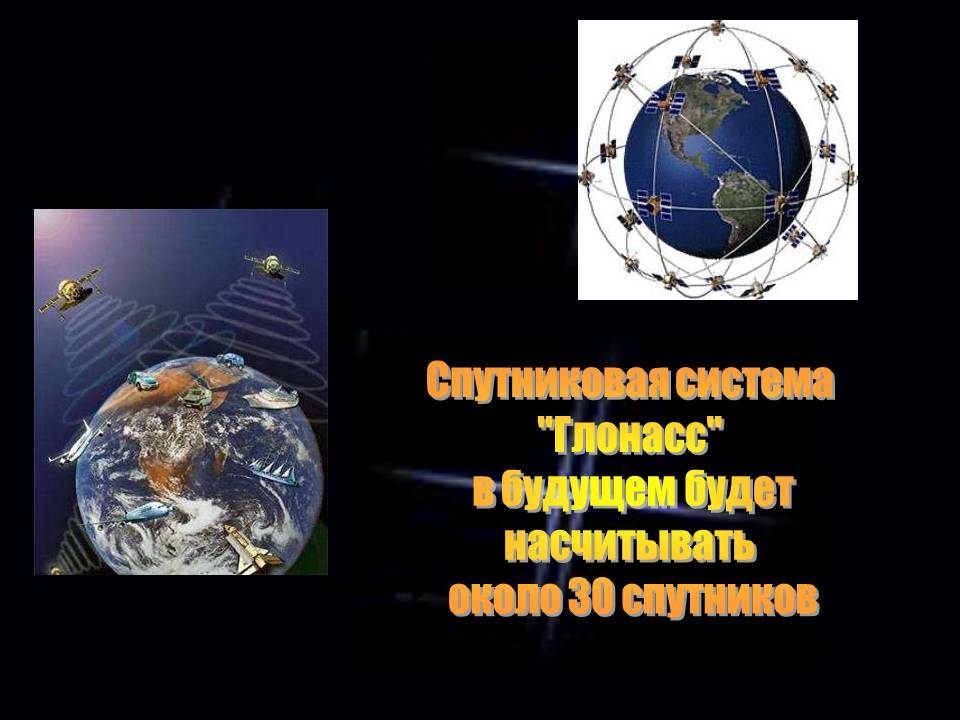 Спутниковая система
"Глонасс"
в будущем будет
насчитывать
около 30 спутников